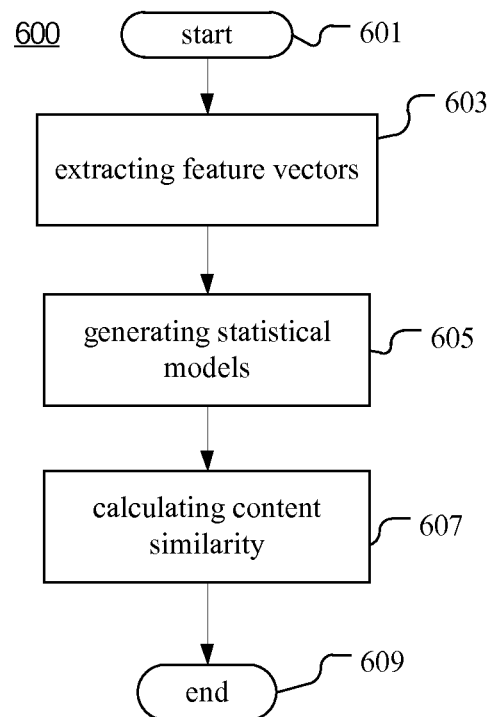 600
start
601
603
extracting feature vectors
generating statistical
models
605
calculating content
similarity
607
609
end